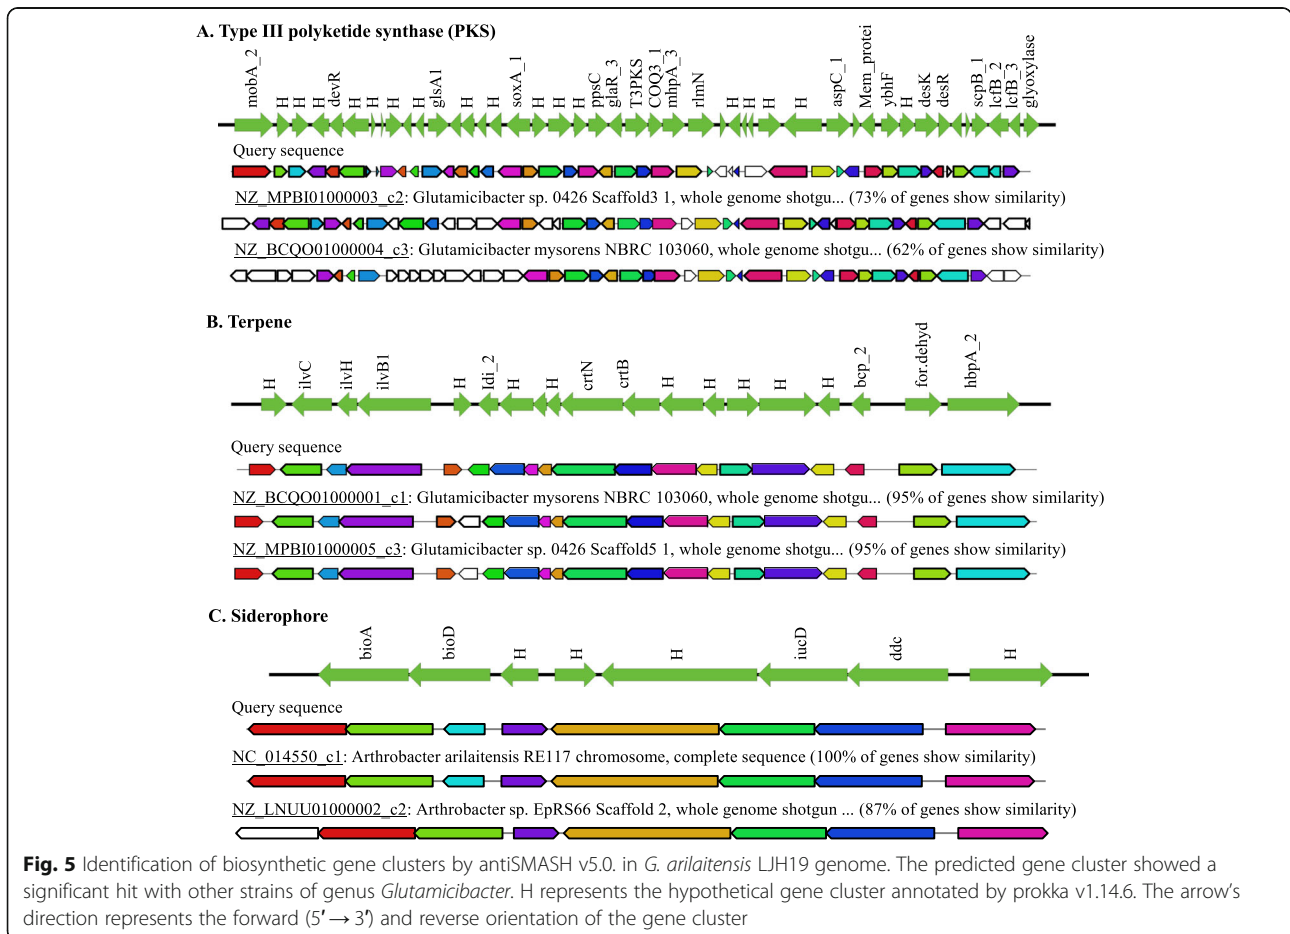 A. Type III polyketide synthase (PKS)
mobA_2 H H H devR H H H H glsA1 H H H soxA_1 H H H ppsC glaR_3 T3PKS COQ3_1 mhpA_3 rlmN H H H H aspC_1 Mem_protei ybhF H desK desR scpB_1 lcfB_2 lcfB_3 glyoxylase
Query sequence
NZ_MPBI01000003_c2: Glutamicibacter sp. 0426 Scaffold3 1, whole genome shotgu... (73% of genes show similarity)
NZ_BCQO01000004_c3: Glutamicibacter mysorens NBRC 103060, whole genome shotgu... (62% of genes show similarity)
B. Terpene
H ilvC ilvH ilvB1 H Idi_2 H H H crtN crtB H H H H H bcp_2 for.dehyd hbpA_2
Query sequence
NZ_BCQO01000001_c1: Glutamicibacter mysorens NBRC 103060, whole genome shotgu... (95% of genes show similarity)
NZ_MPBI01000005_c3: Glutamicibacter sp. 0426 Scaffold5 1, whole genome shotgu... (95% of genes show similarity)
C. Siderophore
bioA bioD H H H iucD ddc H
Query sequence
NC_014550_c1: Arthrobacter arilaitensis RE117 chromosome, complete sequence (100% of genes show similarity)
NZ_LNUU01000002_c2: Arthrobacter sp. EpRS66 Scaffold 2, whole genome shotgun ... (87% of genes show similarity)
Fig. 5 Identification of biosynthetic gene clusters by antiSMASH v5.0. in G. arilaitensis LJH19 genome. The predicted gene cluster showed a
significant hit with other strains of genus Glutamicibacter. H represents the hypothetical gene cluster annotated by prokka v1.14.6. The arrow's
direction represents the forward (5′ → 3′) and reverse orientation of the gene cluster